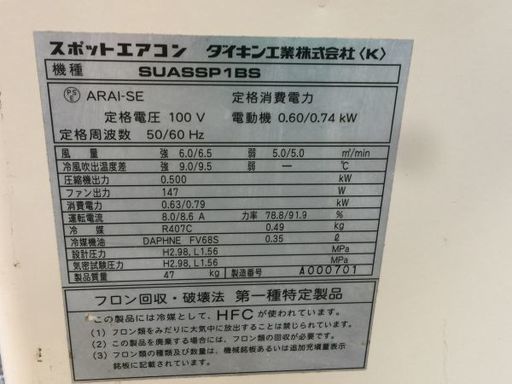 スポットエアコン ダイキン工業株式会社〈K〉
機種 SUASSP1BS
PSE ARAI-SE 定格消費電力
定格電圧 100 V 電動機 0.60/0.74 kW
定格周波数 50/60 Hz
風量 強 6.0/6.5 弱 5.0/5.0 m³/min
冷風吹出温度差 強 9.0/9.5 弱 — ℃
圧縮機出力 0.500 kW
ファン出力 147 W
消費電力 0.63/0.79 kW
運転電流 8.0/8.6 A 力率 78.8/91.9 %
冷媒 R407C 0.49 kg
冷凍機油 DAPHNE FV68S 0.35 ℓ
設計圧力 H2.98, L1.56 MPa
気密試験圧力 H2.98, L1.56 MPa
製品質量 47 kg 製造番号 A000701
フロン回収・破壊法 第一種特定製品
この製品には冷媒として、HFC が使われています。
(1) フロン類をみだりに大気中に放出することは禁じられています。
(2) この製品を廃棄する場合には、フロン類の回収が必要です。
(3) フロン類の種類及び数量は、機械銘板あるいは追加充填量表示
銘板に記載されています。